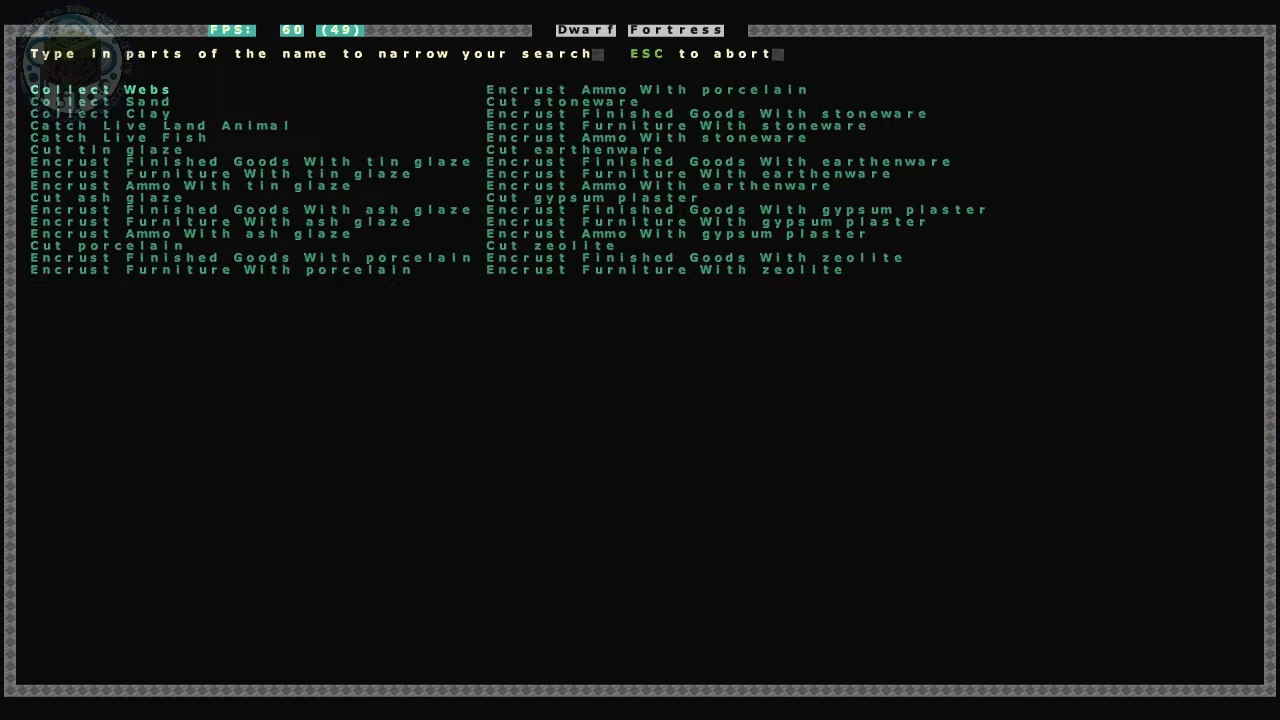 FPS: 60 (49) Dwarf Fortress
Type in parts of the name to narrow your search ESC to abort
Collect Webs
Collect Sand
Collect Clay
Catch Live Land Animal
Catch Live Fish
Cut tin glaze
Encrust Finished Goods With tin glaze
Encrust Furniture With tin glaze
Encrust Ammo With tin glaze
Cut ash glaze
Encrust Finished Goods With ash glaze
Encrust Furniture With ash glaze
Encrust Ammo With ash glaze
Cut porcelain
Encrust Finished Goods With porcelain
Encrust Furniture With porcelain
Encrust Ammo With porcelain
Cut stoneware
Encrust Finished Goods With stoneware
Encrust Furniture With stoneware
Encrust Ammo With stoneware
Cut earthenware
Encrust Finished Goods With earthenware
Encrust Furniture With earthenware
Encrust Ammo With earthenware
Cut gypsum plaster
Encrust Finished Goods With gypsum plaster
Encrust Furniture With gypsum plaster
Encrust Ammo With gypsum plaster
Cut zeolite
Encrust Finished Goods With zeolite
Encrust Furniture With zeolite